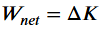 W_net = ΔK